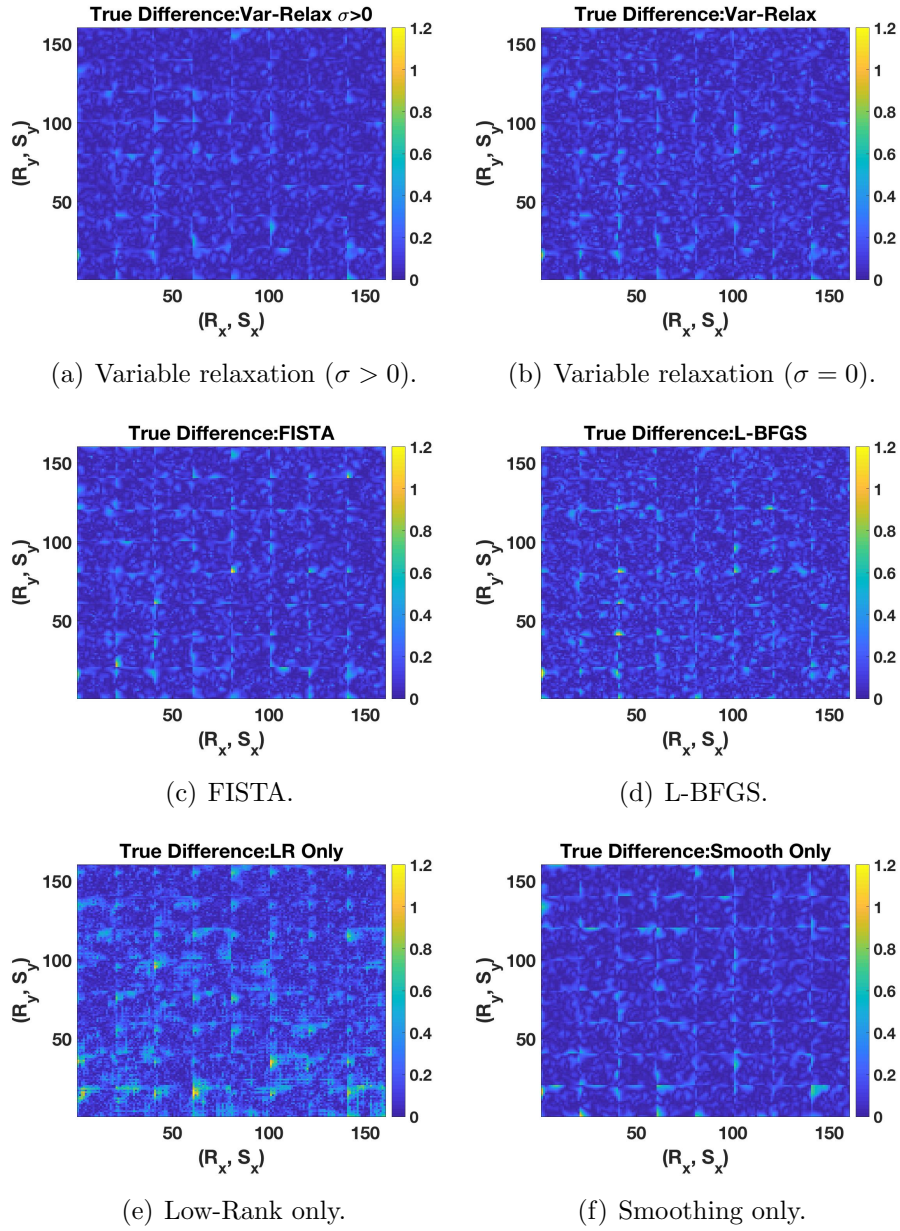 True Difference:Var-Relax σ>0
150
100
50
(R_y, S_y)
50 100 150
(R_x, S_x)
1.2
1
0.8
0.6
0.4
0.2
0
(a) Variable relaxation (σ > 0).
True Difference:Var-Relax
150
100
50
(R_y, S_y)
50 100 150
(R_x, S_x)
1.2
1
0.8
0.6
0.4
0.2
0
(b) Variable relaxation (σ = 0).
True Difference:FISTA
150
100
50
(R_y, S_y)
50 100 150
(R_x, S_x)
1.2
1
0.8
0.6
0.4
0.2
0
(c) FISTA.
True Difference:L-BFGS
150
100
50
(R_y, S_y)
50 100 150
(R_x, S_x)
1.2
1
0.8
0.6
0.4
0.2
0
(d) L-BFGS.
True Difference:LR Only
150
100
50
(R_y, S_y)
50 100 150
(R_x, S_x)
1.2
1
0.8
0.6
0.4
0.2
0
(e) Low-Rank only.
True Difference:Smooth Only
150
100
50
(R_y, S_y)
50 100 150
(R_x, S_x)
1.2
1
0.8
0.6
0.4
0.2
0
(f) Smoothing only.